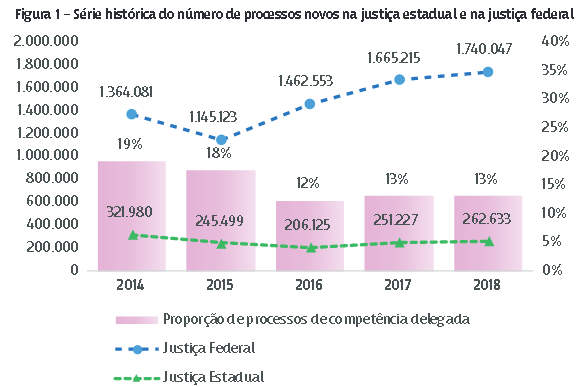 Figura 1 – Série histórica do número de processos novos na justiça estadual e na justiça federal
2.000.000 40%
1.800.000 1.740.047 35%
1.665.215
1.600.000 1.462.553 30%
1.364.081
1.400.000 25%
1.145.123
1.200.000
1.000.000 19% 18% 20%
800.000 12% 13% 13% 15%
600.000 321.980 245.499 206.125 251.227 262.633 10%
400.000
200.000 5%
0 0%
2014 2015 2016 2017 2018
Proporção de processos de competência delegada
Justiça Federal
Justiça Estadual